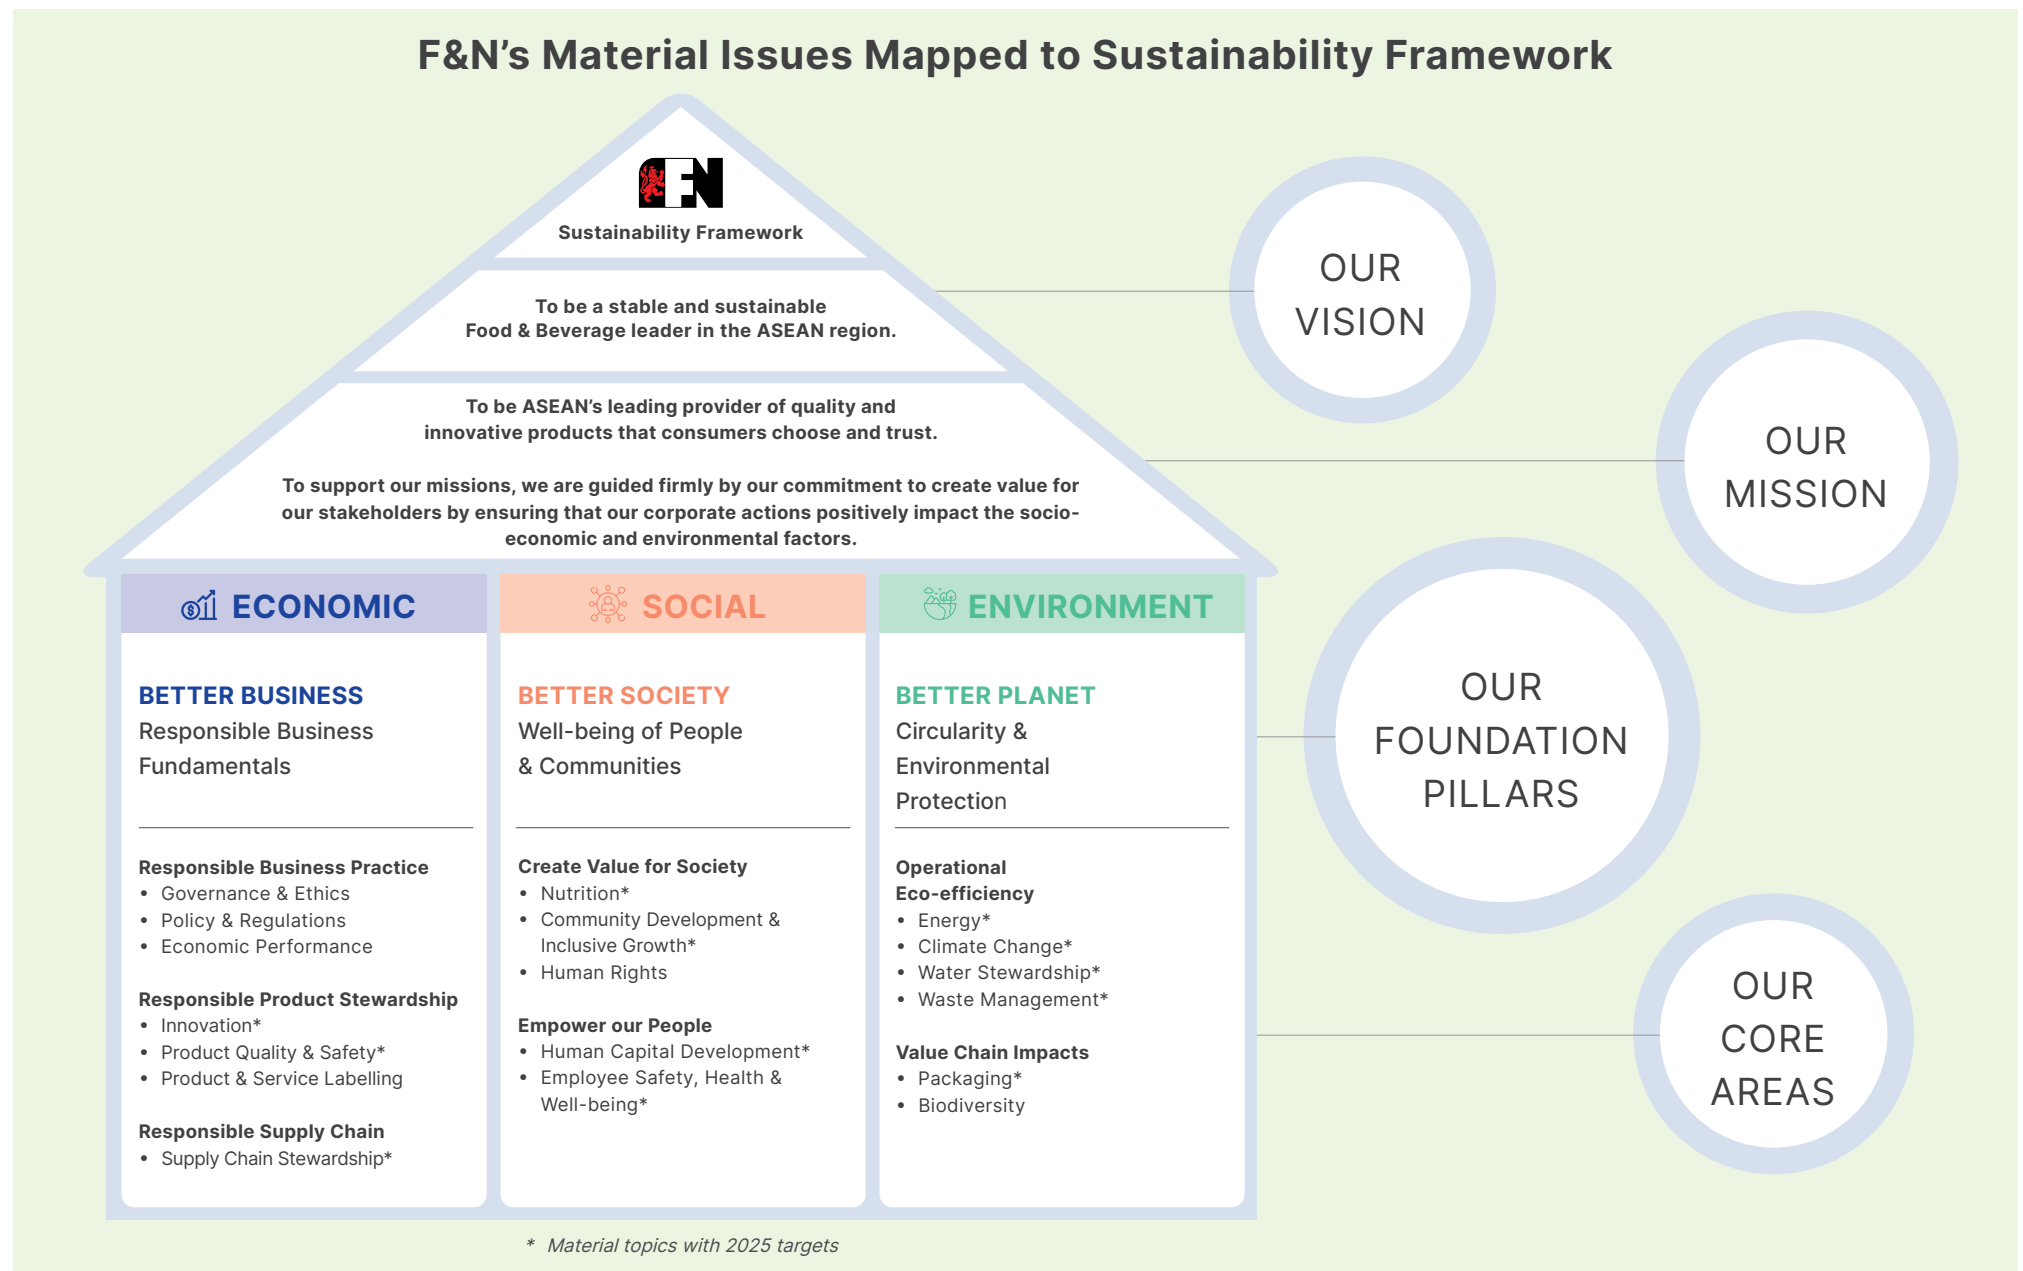 F&N’s Material Issues Mapped to Sustainability Framework
FN
Sustainability Framework
To be a stable and sustainable
Food & Beverage leader in the ASEAN region.
OUR
VISION
To be ASEAN’s leading provider of quality and
innovative products that consumers choose and trust.
To support our missions, we are guided firmly by our commitment to create value for
our stakeholders by ensuring that our corporate actions positively impact the socio-
economic and environmental factors.
OUR
MISSION
ECONOMIC
BETTER BUSINESS
Responsible Business
Fundamentals
Responsible Business Practice
• Governance & Ethics
• Policy & Regulations
• Economic Performance
Responsible Product Stewardship
• Innovation*
• Product Quality & Safety*
• Product & Service Labelling
Responsible Supply Chain
• Supply Chain Stewardship*
SOCIAL
BETTER SOCIETY
Well-being of People
& Communities
Create Value for Society
• Nutrition*
• Community Development &
Inclusive Growth*
• Human Rights
Empower our People
• Human Capital Development*
• Employee Safety, Health &
Well-being*
ENVIRONMENT
BETTER PLANET
Circularity &
Environmental
Protection
Operational
Eco-efficiency
• Energy*
• Climate Change*
• Water Stewardship*
• Waste Management*
Value Chain Impacts
• Packaging*
• Biodiversity
OUR
FOUNDATION
PILLARS
OUR
CORE
AREAS
* Material topics with 2025 targets